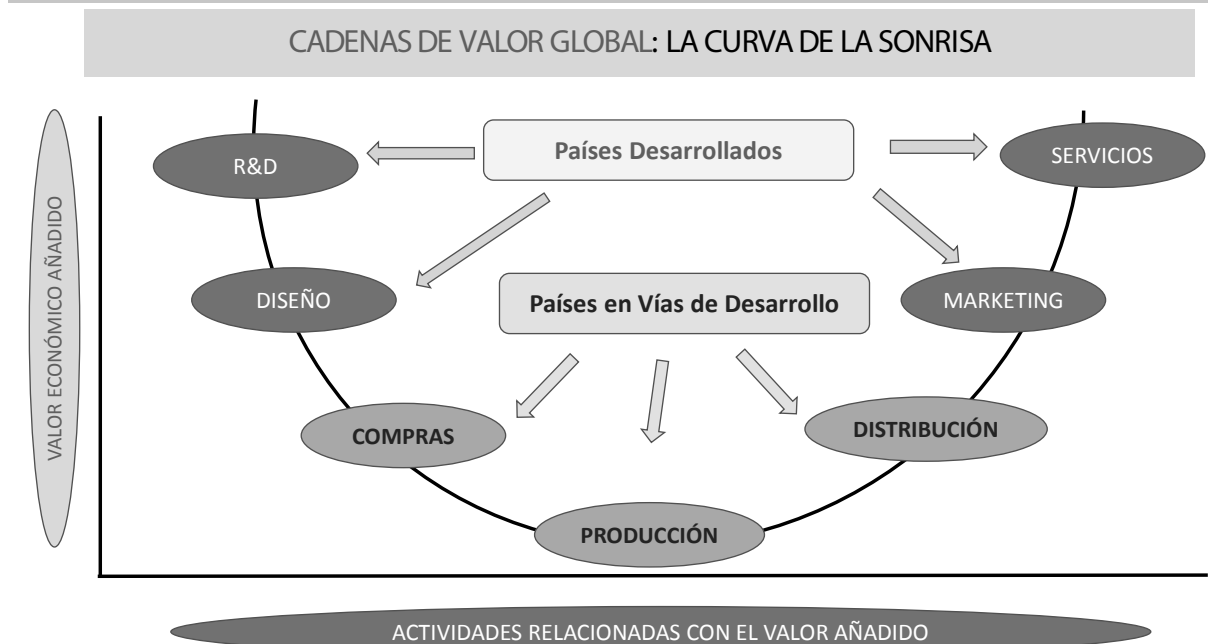 CADENAS DE VALOR GLOBAL: LA CURVA DE LA SONRISA
VALOR ECONÓMICO AÑADIDO
R&D
Países Desarrollados
SERVICIOS
DISEÑO
Países en Vías de Desarrollo
MARKETING
COMPRAS
DISTRIBUCIÓN
PRODUCCIÓN
ACTIVIDADES RELACIONADAS CON EL VALOR AÑADIDO